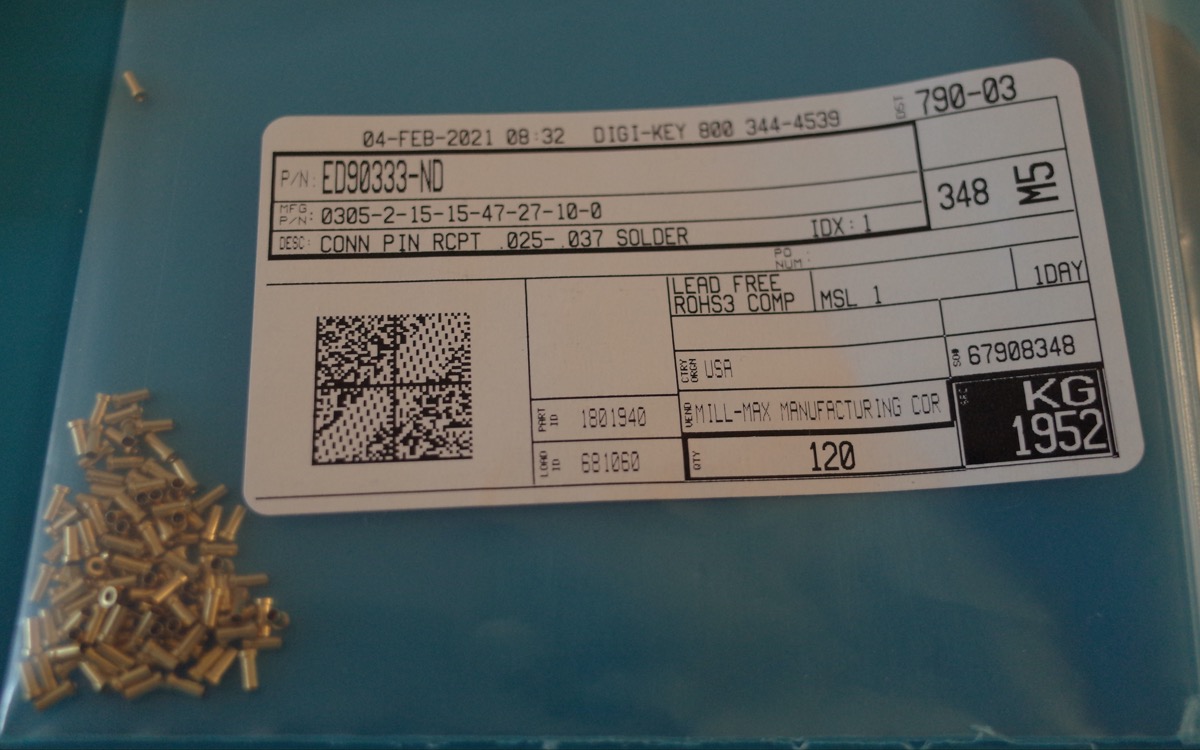 04-FEB-2021 08:32 DIGI-KEY 800 344-4539 790-03
P/N: ED90333-ND
348 M5
MFG P/N: 0305-2-15-15-47-27-10-0
DESC: CONN PIN RCPT .025-.037 SOLDER IDX: 1
PO NUM:
LEAD FREE
ROHS3 COMP
MSL 1
1DAY
SO# 67908348
CTRY ORGN USA
VEND MILL-MAX MANUFACTURING COR
KG
1952
PART ID 1801940
LOAD ID 681060
QTY 120